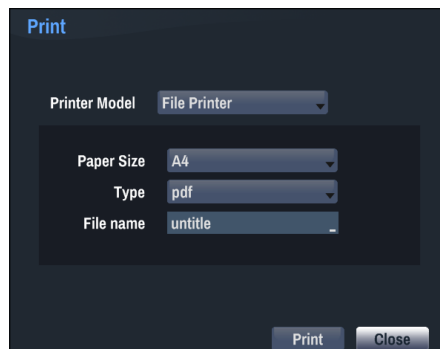 Print
Printer Model File Printer
Paper Size A4
Type pdf
File name untitle
Print Close